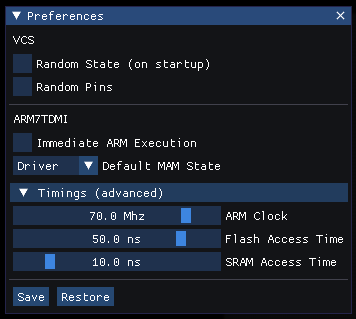 Preferences
VCS
Random State (on startup)
Random Pins
ARM7TDMI
Immediate ARM Execution
Driver Default MAM State
Timings (advanced)
70.0 Mhz ARM Clock
50.0 ns Flash Access Time
10.0 ns SRAM Access Time
Save Restore